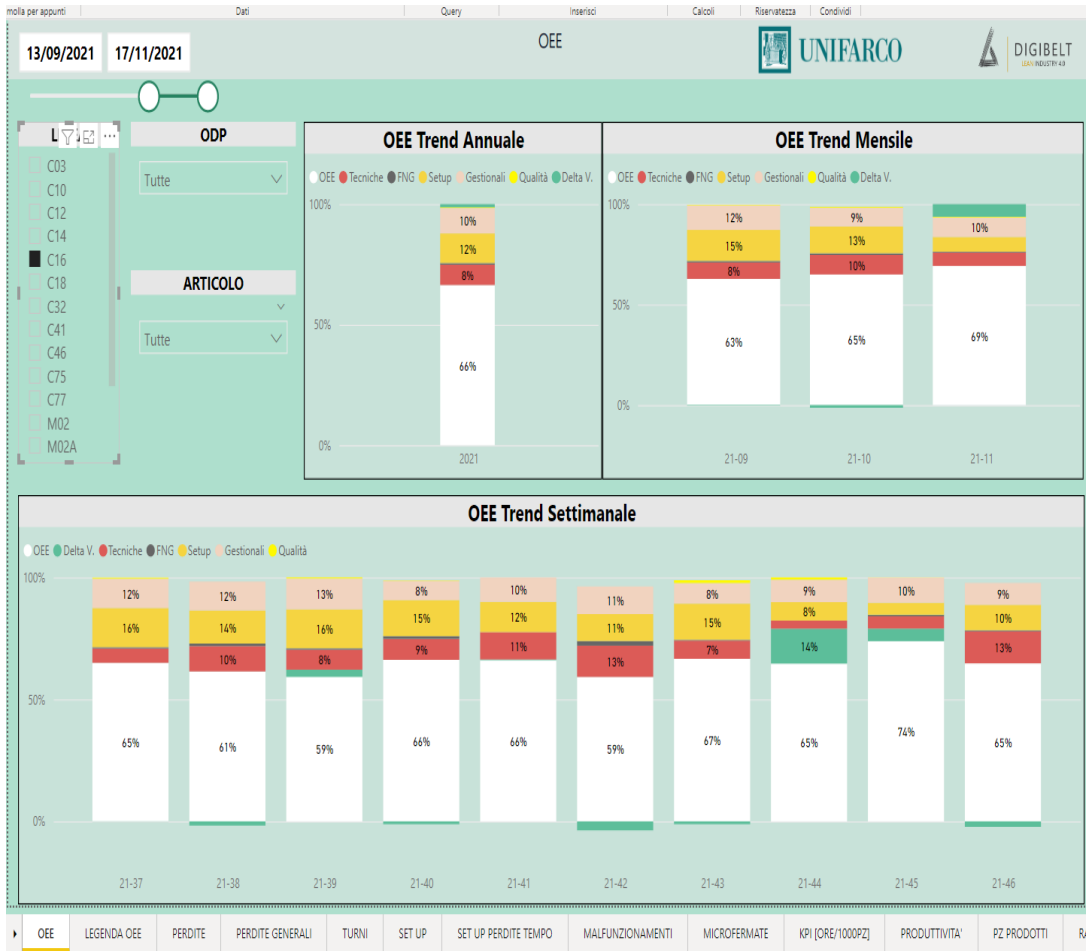 molla per appunti Dati Query Inserisci Calcoli Riservatezza Condividi
13/09/2021 17/11/2021 OEE UNIFARCO DIGIBELT
LEAN INDUSTRY 4.0
ODP
C03
C10
C12
C14
C16
C18
C32
C41
C46
C75
C77
M02
M02A
Tutte
ARTICOLO
Tutte
OEE Trend Annuale
OEE Tecniche FNG Setup Gestionali Qualità Delta V.
100%
10%
12%
8%
50%
66%
0%
2021
OEE Trend Mensile
OEE Tecniche FNG Setup Gestionali Qualità Delta V.
100%
12% 9% 10%
15% 13%
8% 10%
50%
63% 65% 69%
0%
21-09 21-10 21-11
OEE Trend Settimanale
OEE Delta V. Tecniche FNG Setup Gestionali Qualità
100%
12% 12% 13% 8% 10% 11% 8% 9% 10% 9%
16% 14% 16% 15% 12% 11% 15% 8% 10%
10% 8% 9% 11% 13% 7% 14% 13%
50%
65% 61% 59% 66% 66% 59% 67% 65% 74% 65%
0%
21-37 21-38 21-39 21-40 21-41 21-42 21-43 21-44 21-45 21-46
OEE LEGENDA OEE PERDITE PERDITE GENERALI TURNI SET UP SET UP PERDITE TEMPO MALFUNZIONAMENTI MICROFERMATE KPI [ORE/1000PZ] PRODUTTIVITA' PZ PRODOTTI